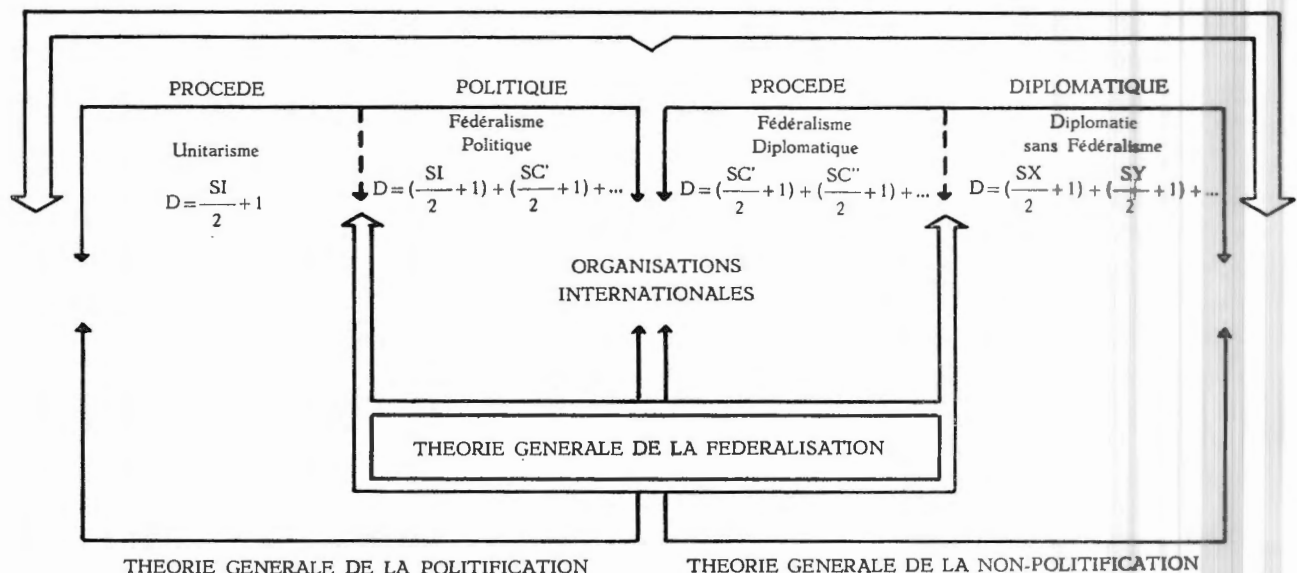 PROCEDE POLITIQUE PROCEDE DIPLOMATIQUE
Unitarisme
D = SI/2 + 1
Fédéralisme
Politique
D = (SI/2 + 1) + (SC'/2 + 1) + ...
Fédéralisme
Diplomatique
D = (SC'/2 + 1) + (SC''/2 + 1) + ...
Diplomatie
sans Fédéralisme
D = (SX/2 + 1) + (SY/2 + 1) + ...
ORGANISATIONS
INTERNATIONALES
THEORIE GENERALE DE LA FEDERALISATION
THEORIE GENERALE DE LA POLITIFICATION THEORIE GENERALE DE LA NON-POLITIFICATION